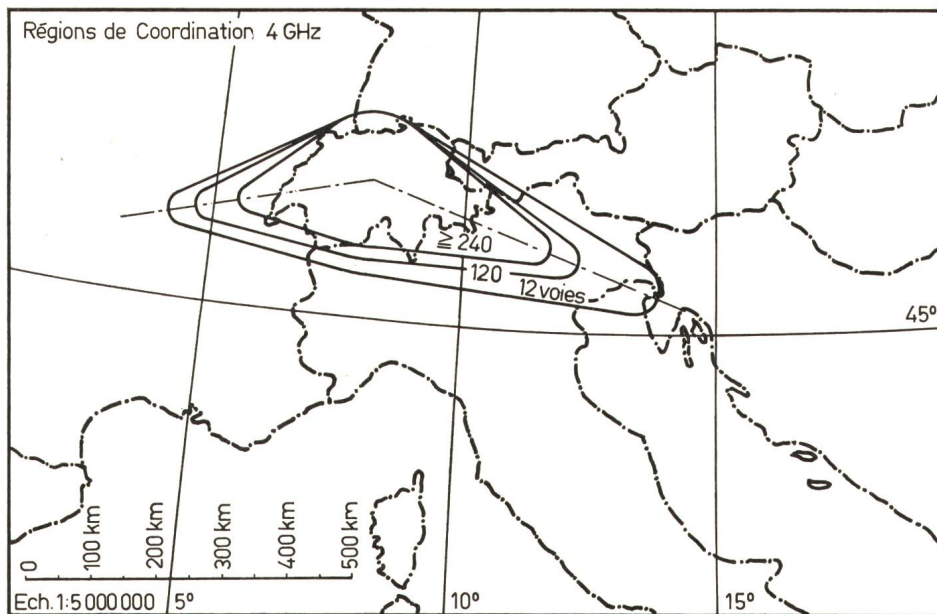 Régions de Coordination 4 GHz
≧ 240
120
12 voies
45°
0
100 km
200 km
300 km
400 km
500 km
Ech. 1:5 000 000
5°
10°
15°